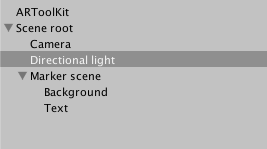 ARToolKit
Scene root
Camera
Directional light
Marker scene
Background
Text